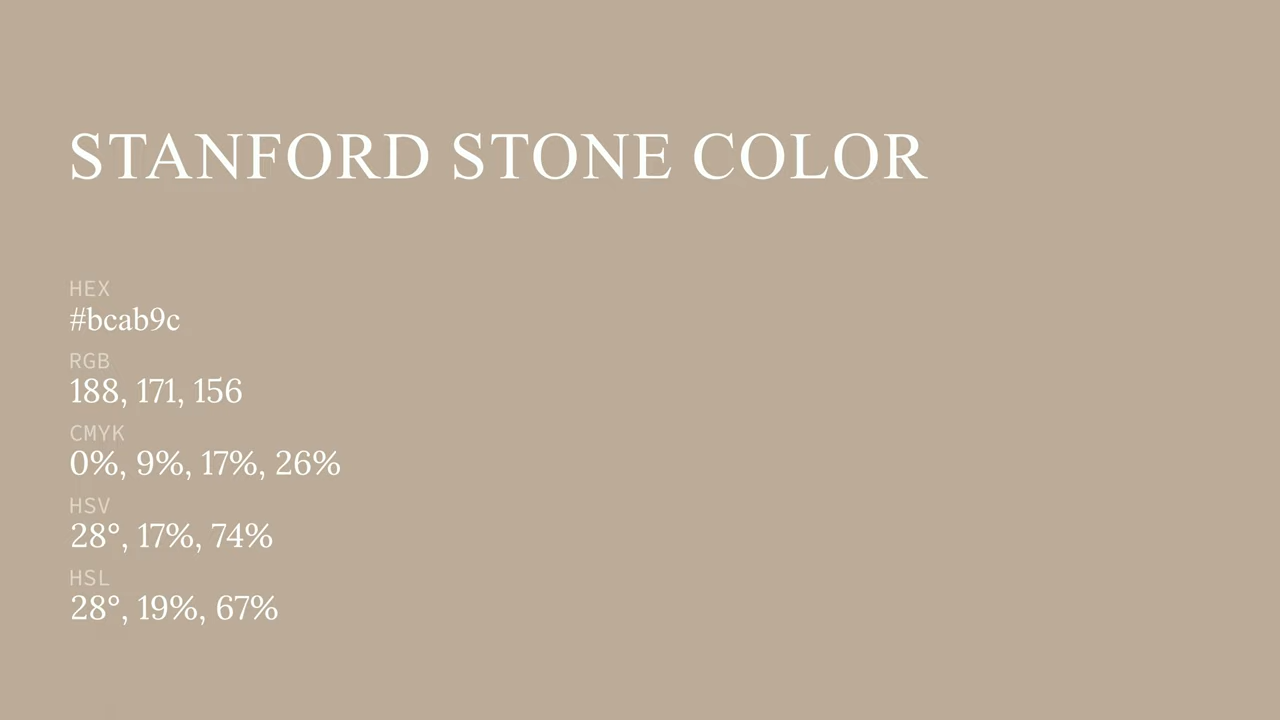 STANFORD STONE COLOR
HEX
#bcab9c
RGB
188, 171, 156
CMYK
0%, 9%, 17%, 26%
HSV
28°, 17%, 74%
HSL
28°, 19%, 67%